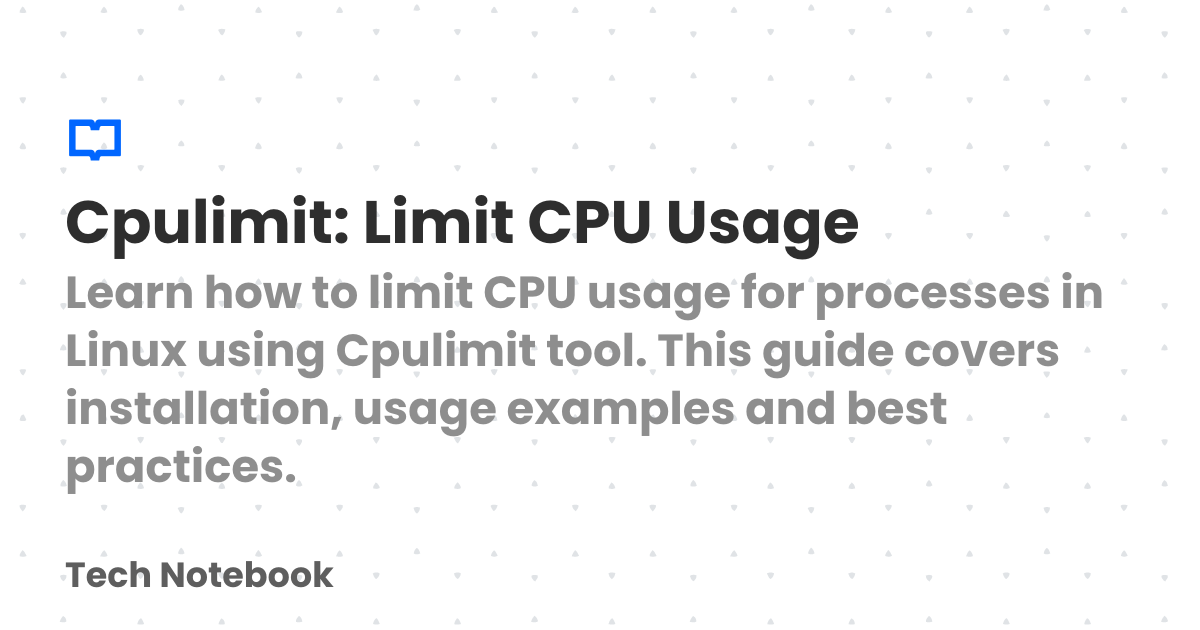 Cpulimit: Limit CPU Usage
Learn how to limit CPU usage for processes in
Linux using Cpulimit tool. This guide covers
installation, usage examples and best
practices.
Tech Notebook